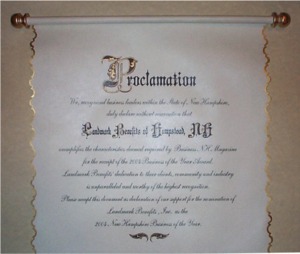 Proclamation
We, recognized business leaders within the State of New Hampshire,
duly declare without reservation that
Landmark Benefits of Hampstead, NH
exemplifies the characteristics deemed required by Business NH Magazine
for the receipt of the 2004 Business of the Year Award.
Landmark Benefits' dedication to their clients, community and industry
is unparalleled and worthy of the highest recognition.
Please accept this document as declaration of our support for the nomination of
Landmark Benefits, Inc. as the
2004 New Hampshire Business of the Year.